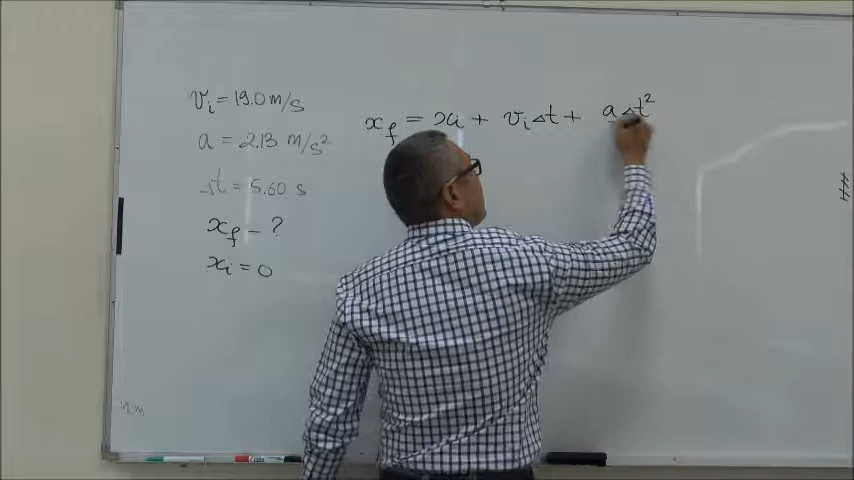 vi = 19.0 m/s
a = 2.13 m/s²
Δt = 5.60 s
xf - ?
xi = 0
xf = xi + viΔt + aΔt²